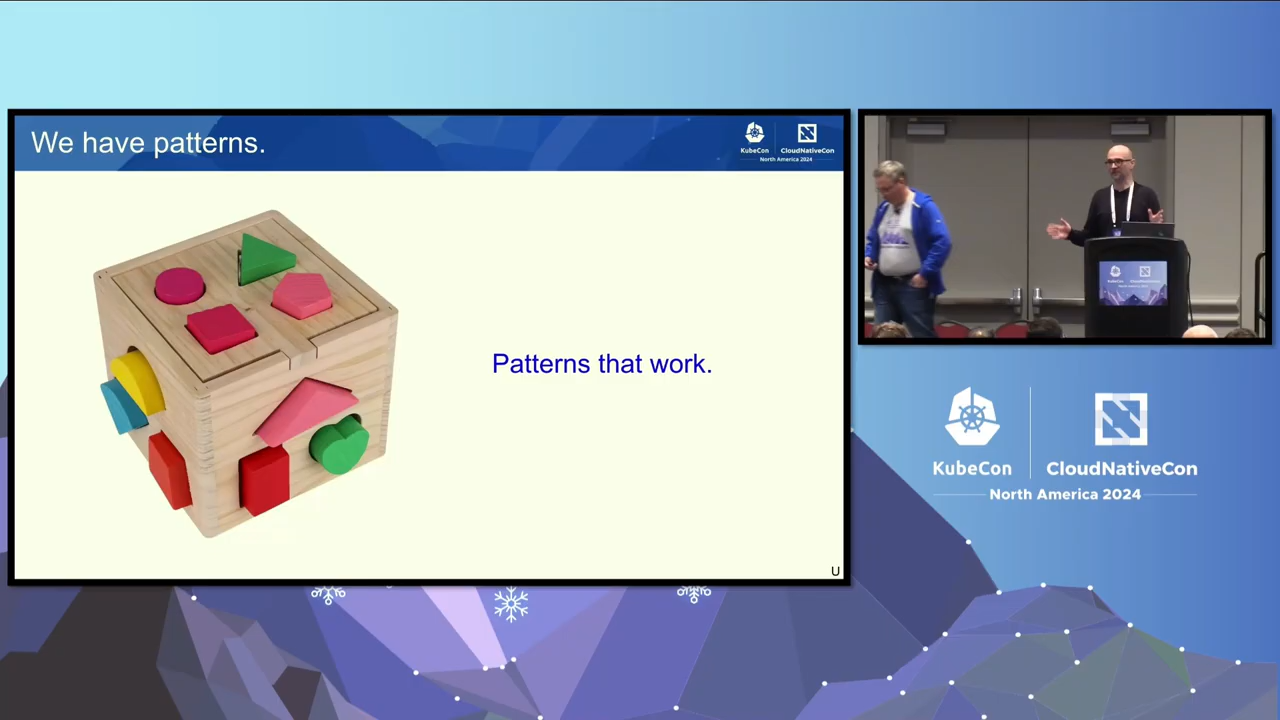 We have patterns.
KubeCon
CloudNativeCon
North America 2024
Patterns that work.
U
KubeCon
CloudNativeCon
North America 2024